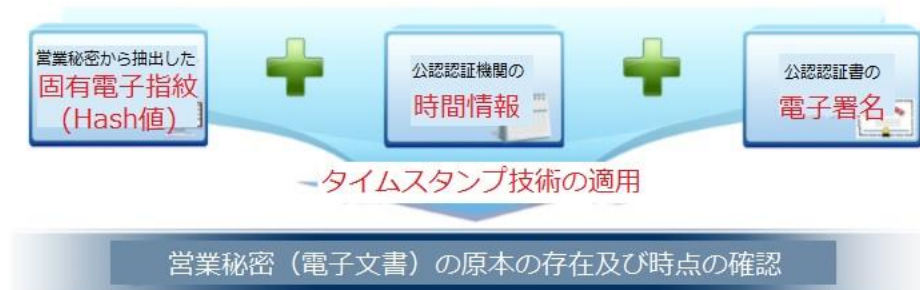 営業秘密から抽出した
固有電子指紋
(Hash値)
公認認証機関の
時間情報
公認認証書の
電子署名
タイムスタンプ技術の適用
営業秘密（電子文書）の原本の存在及び時点の確認